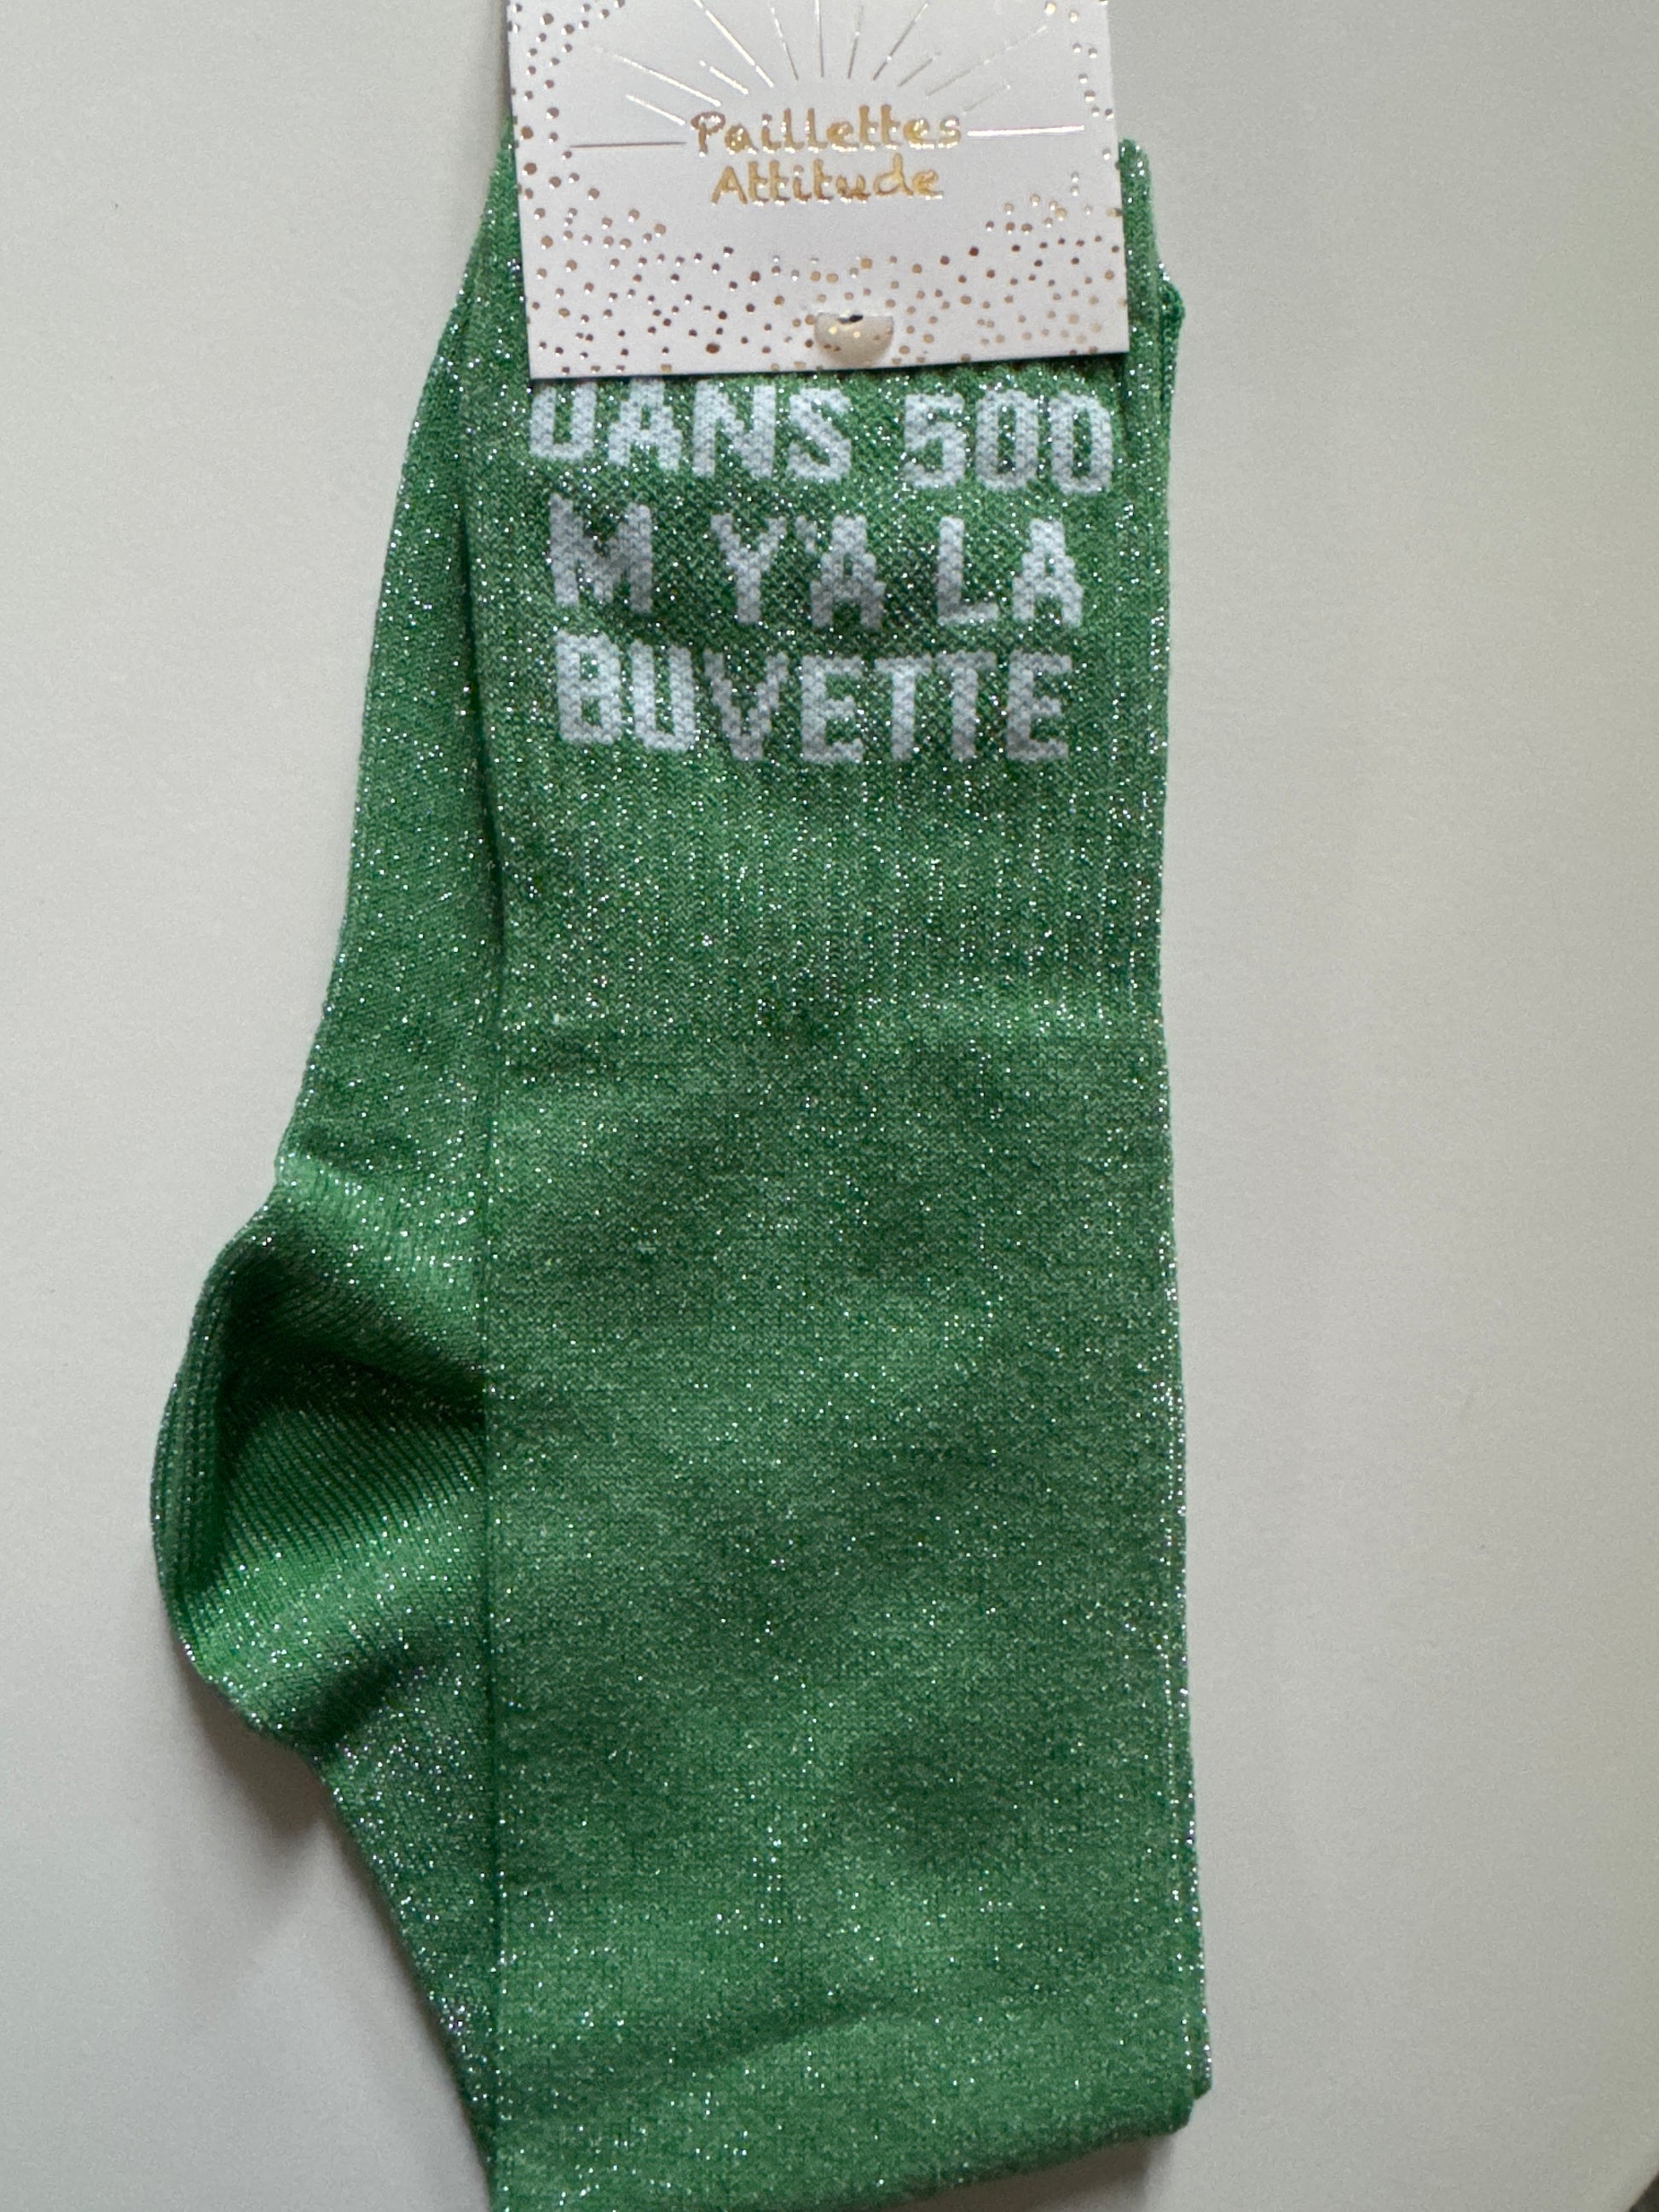 Paillettes
Attitude
DANS 500
M Y'A LA
BUVETTE